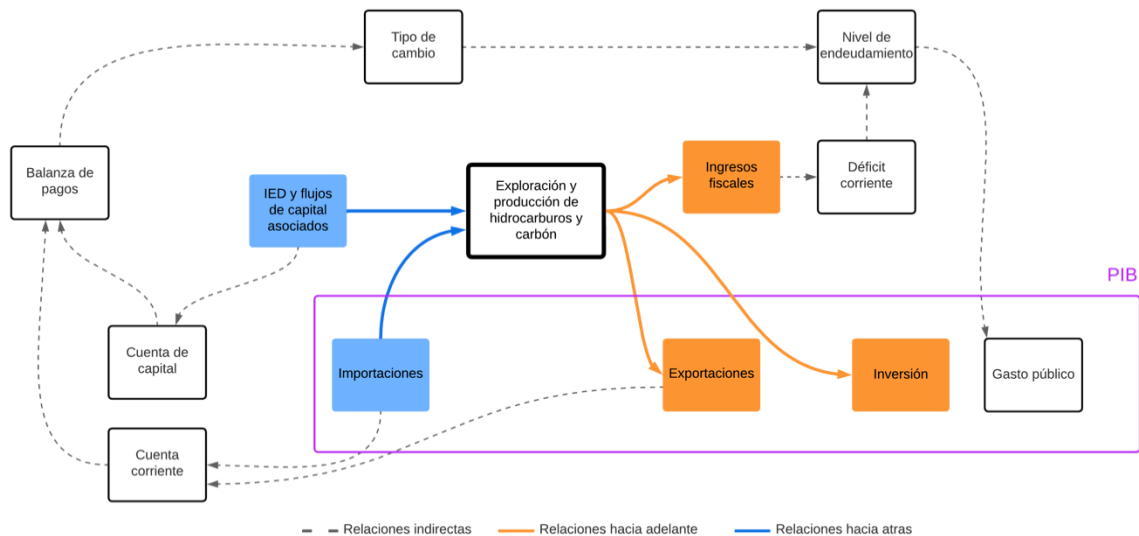 Tipo de
cambio
Nivel de
endeudamiento
Balanza de
pagos
IED y flujos
de capital
asociados
Exploración y
producción de
hidrocarburos y
carbón
Ingresos
fiscales
Déficit
corriente
PIB
Cuenta de
capital
Importaciones
Exportaciones
Inversión
Gasto público
Cuenta
corriente
Relaciones indirectas
Relaciones hacia adelante
Relaciones hacia atras